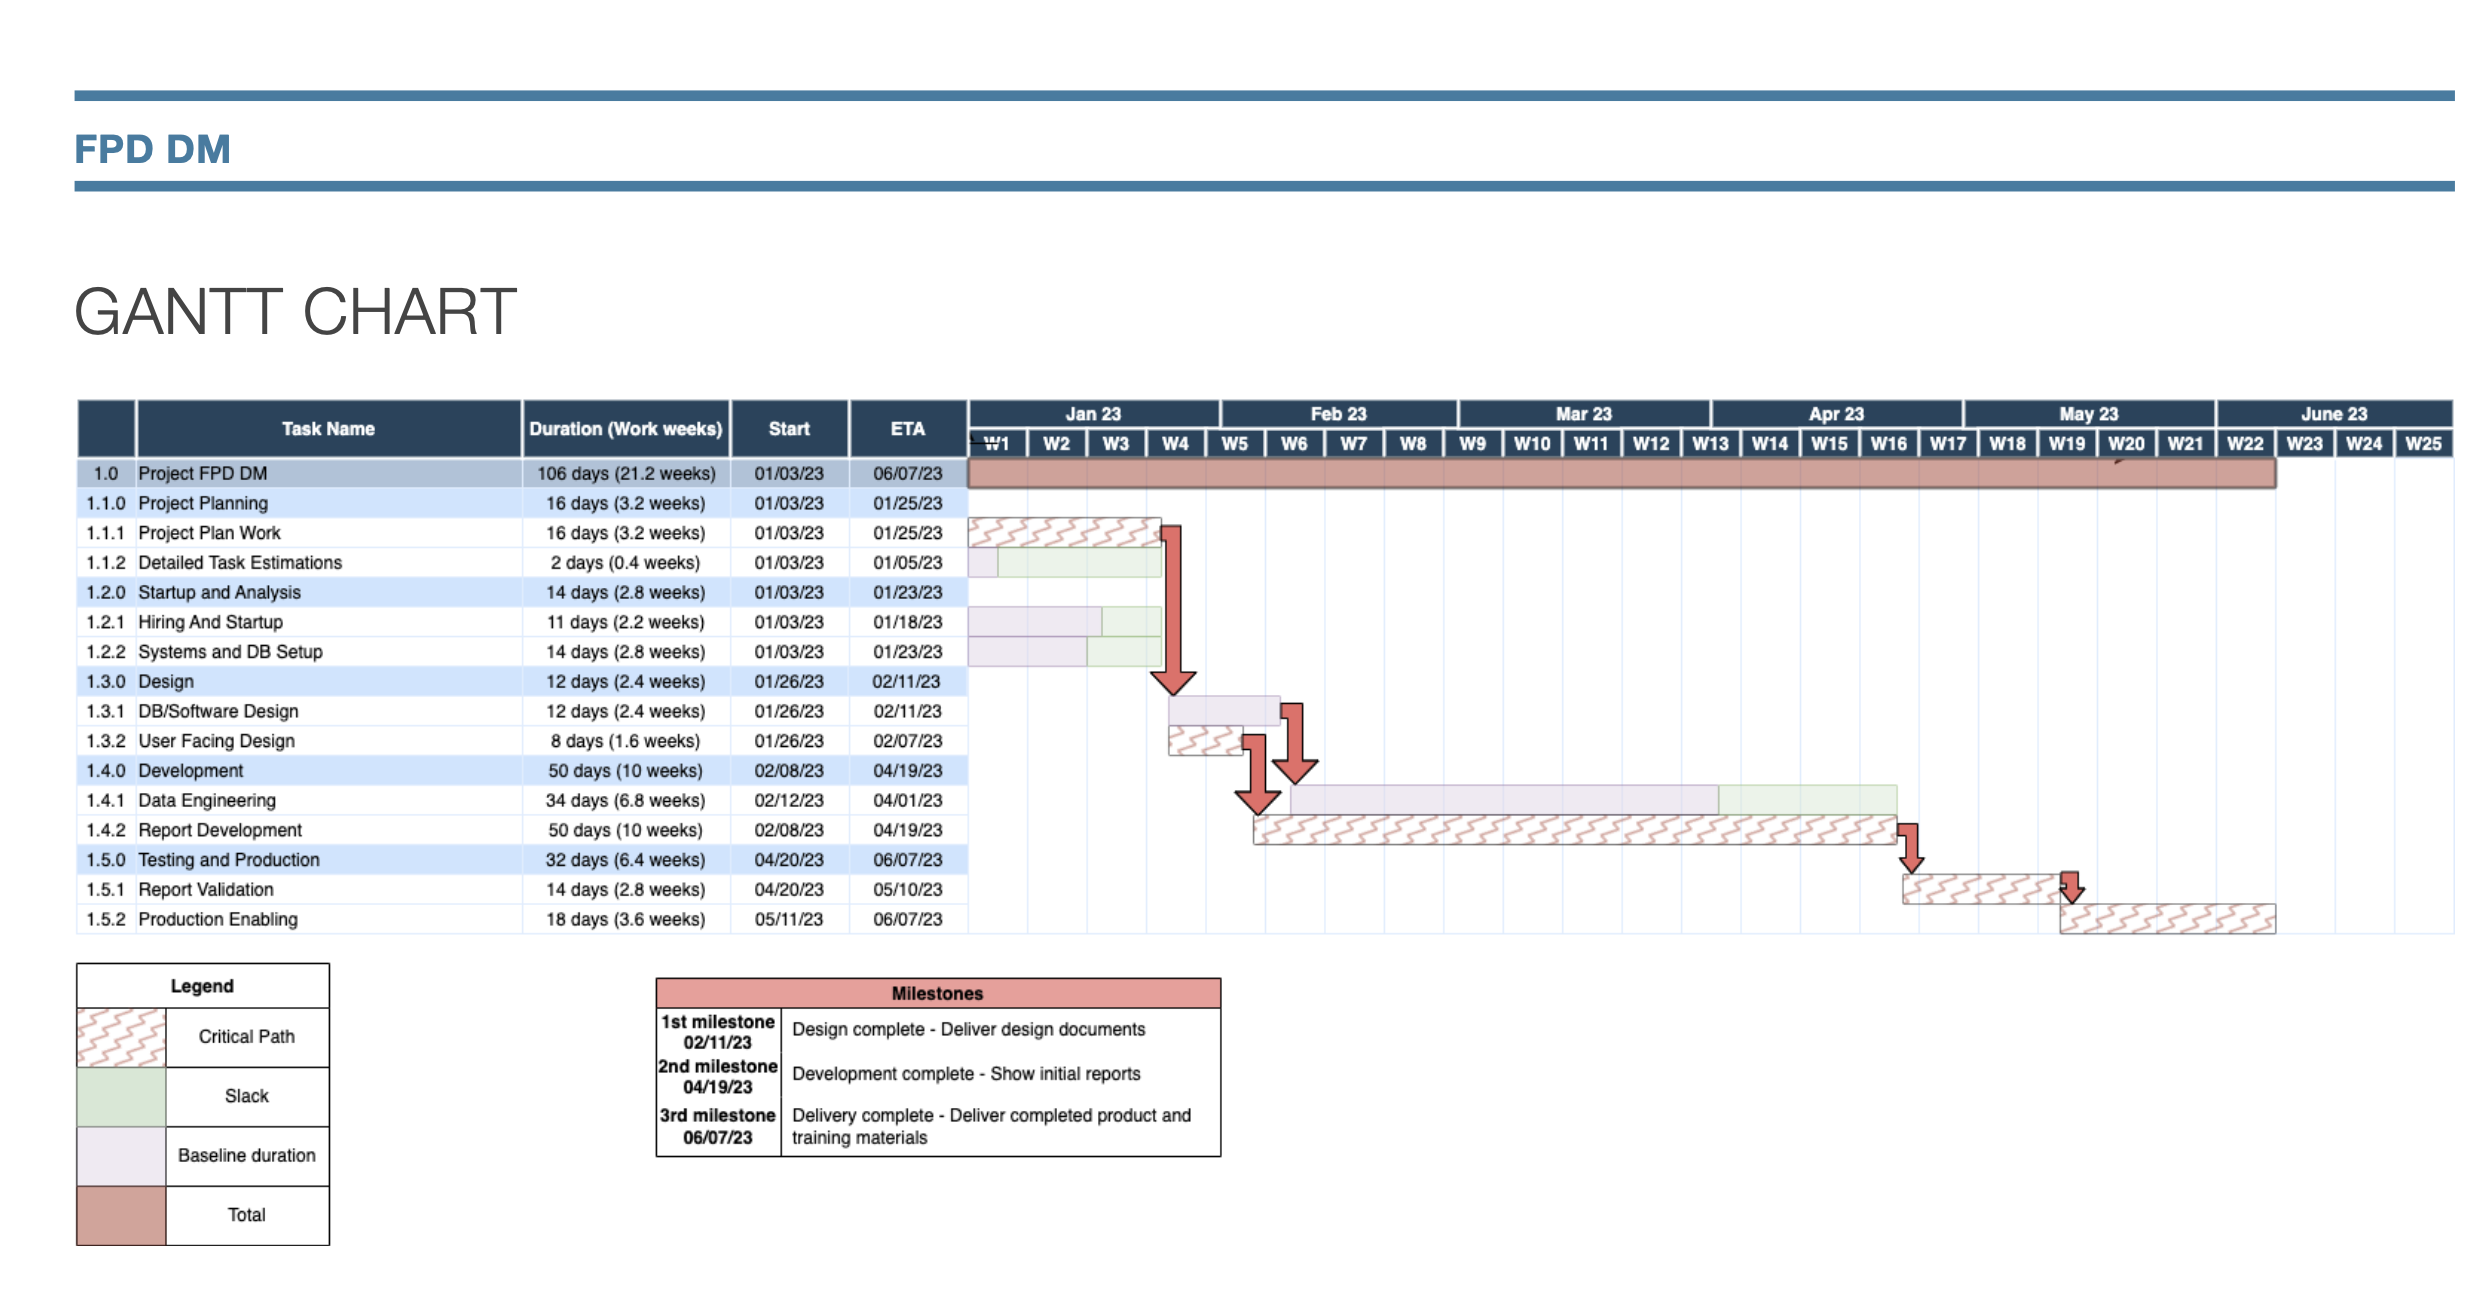 FPD DM
GANTT CHART
Task Name Duration (Work weeks) Start ETA Jan 23 Feb 23 Mar 23 Apr 23 May 23 June 23
W1 W2 W3 W4 W5 W6 W7 W8 W9 W10 W11 W12 W13 W14 W15 W16 W17 W18 W19 W20 W21 W22 W23 W24 W25
1.0 Project FPD DM 106 days (21.2 weeks) 01/03/23 06/07/23
1.1.0 Project Planning 16 days (3.2 weeks) 01/03/23 01/25/23
1.1.1 Project Plan Work 16 days (3.2 weeks) 01/03/23 01/25/23
1.1.2 Detailed Task Estimations 2 days (0.4 weeks) 01/03/23 01/05/23
1.2.0 Startup and Analysis 14 days (2.8 weeks) 01/03/23 01/23/23
1.2.1 Hiring And Startup 11 days (2.2 weeks) 01/03/23 01/18/23
1.2.2 Systems and DB Setup 14 days (2.8 weeks) 01/03/23 01/23/23
1.3.0 Design 12 days (2.4 weeks) 01/26/23 02/11/23
1.3.1 DB/Software Design 12 days (2.4 weeks) 01/26/23 02/11/23
1.3.2 User Facing Design 8 days (1.6 weeks) 01/26/23 02/07/23
1.4.0 Development 50 days (10 weeks) 02/08/23 04/19/23
1.4.1 Data Engineering 34 days (6.8 weeks) 02/12/23 04/01/23
1.4.2 Report Development 50 days (10 weeks) 02/08/23 04/19/23
1.5.0 Testing and Production 32 days (6.4 weeks) 04/20/23 06/07/23
1.5.1 Report Validation 14 days (2.8 weeks) 04/20/23 05/10/23
1.5.2 Production Enabling 18 days (3.6 weeks) 05/11/23 06/07/23
Legend
Critical Path
Slack
Baseline duration
Total
Milestones
1st milestone
02/11/23
Design complete - Deliver design documents
2nd milestone
04/19/23
Development complete - Show initial reports
3rd milestone
06/07/23
Delivery complete - Deliver completed product and
training materials